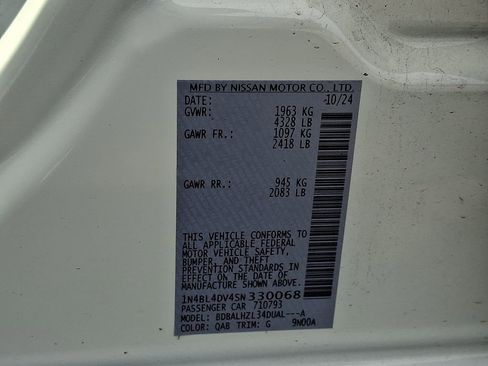 MFD BY NISSAN MOTOR CO., LTD.
DATE: 10/24
GVWR: 1963 KG
4328 LB
GAWR FR.: 1097 KG
2418 LB
GAWR RR.: 945 KG
2083 LB
THIS VEHICLE CONFORMS TO
ALL APPLICABLE FEDERAL
MOTOR VEHICLE SAFETY,
BUMPER, AND THEFT
PREVENTION STANDARDS IN
EFFECT ON THE DATE OF
MANUFACTURE SHOWN ABOVE.
1N4BL4DV4SN330068
PASSENGER CAR 710793
MODEL: BDBALHZL34DUAL---A
COLOR: QAB TRIM: G 9N00A